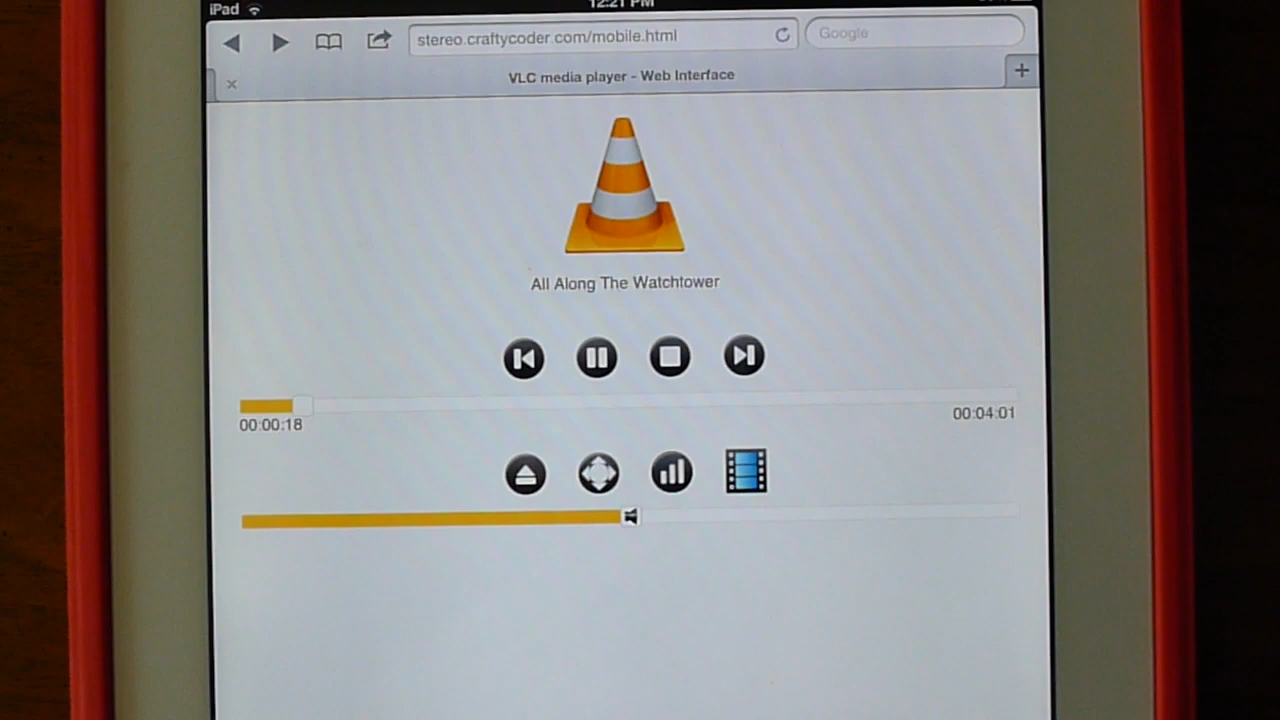 iPad 12:21 PM
stereo.craftycoder.com/mobile.html Google
VLC media player - Web Interface
All Along The Watchtower
00:00:18 00:04:01